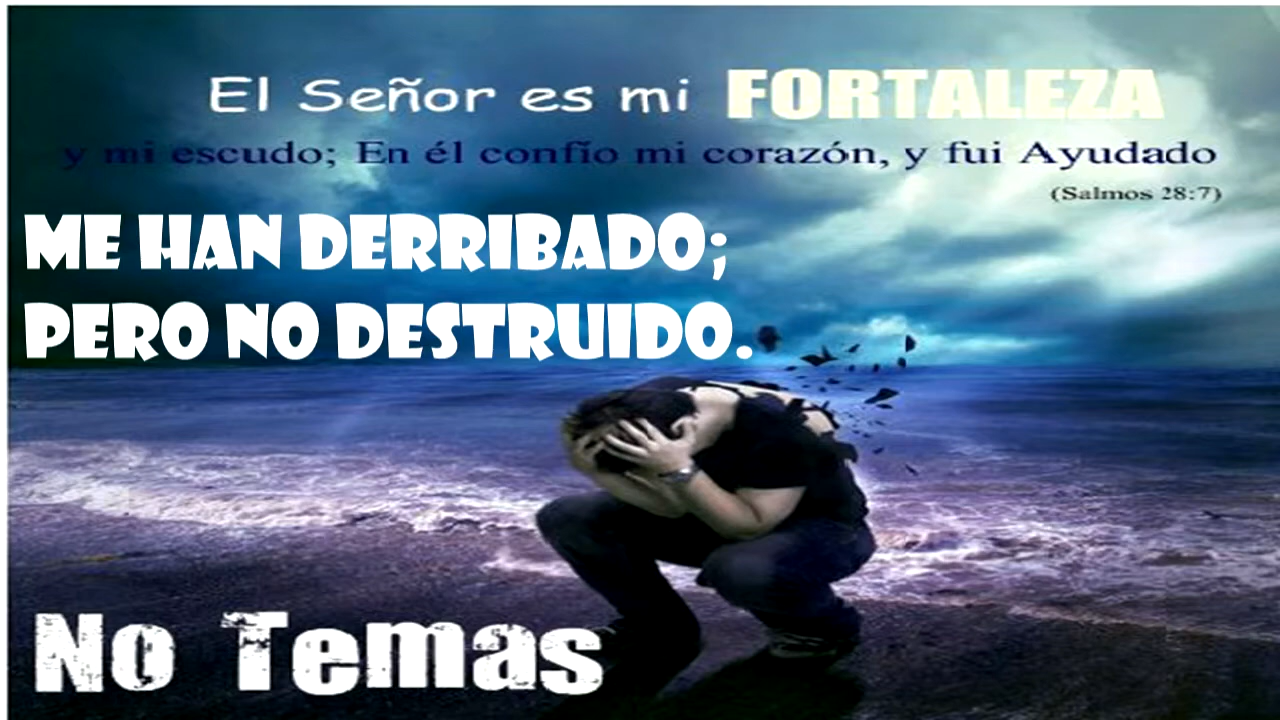 El Señor es mi FORTALEZA
y mi escudo; En él confío mi corazón, y fui Ayudado
(Salmos 28:7)
ME HAN DERRIBADO;
PERO NO DESTRUIDO.
No Temas